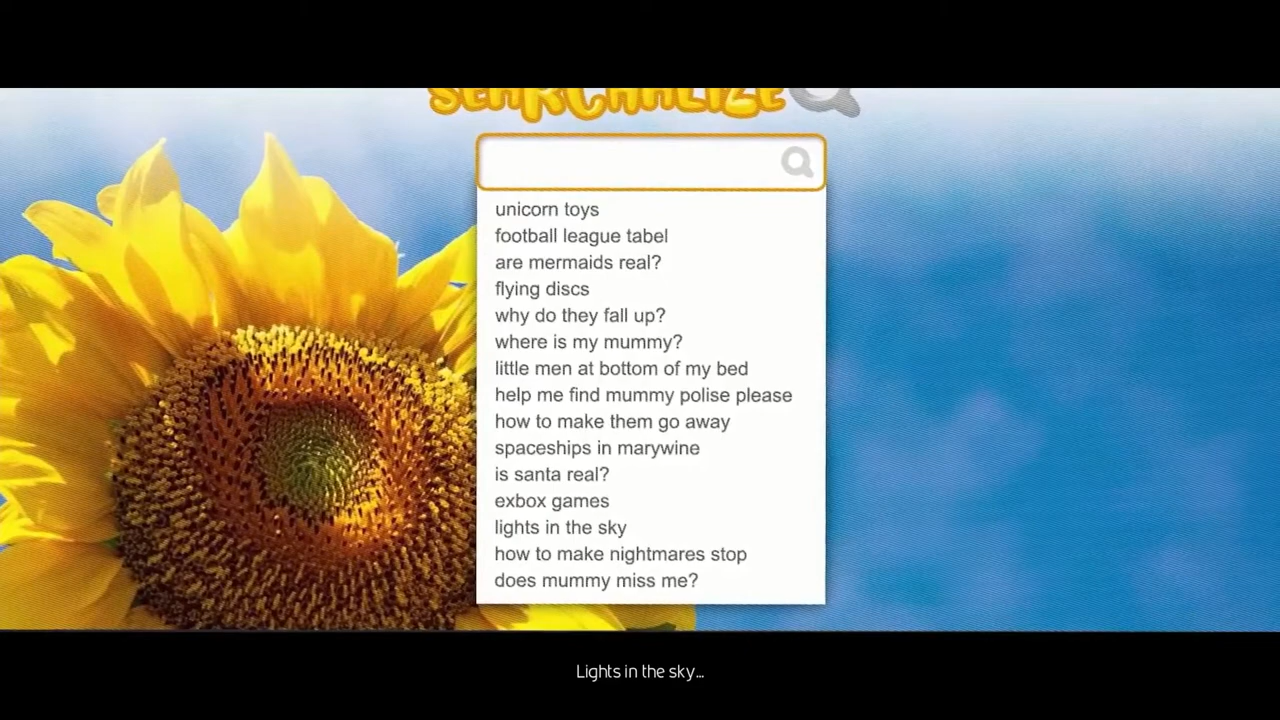 SEARCHALIZE
unicorn toys
football league tabel
are mermaids real?
flying discs
why do they fall up?
where is my mummy?
little men at bottom of my bed
help me find mummy polise please
how to make them go away
spaceships in marywine
is santa real?
exbox games
lights in the sky
how to make nightmares stop
does mummy miss me?
Lights in the sky...